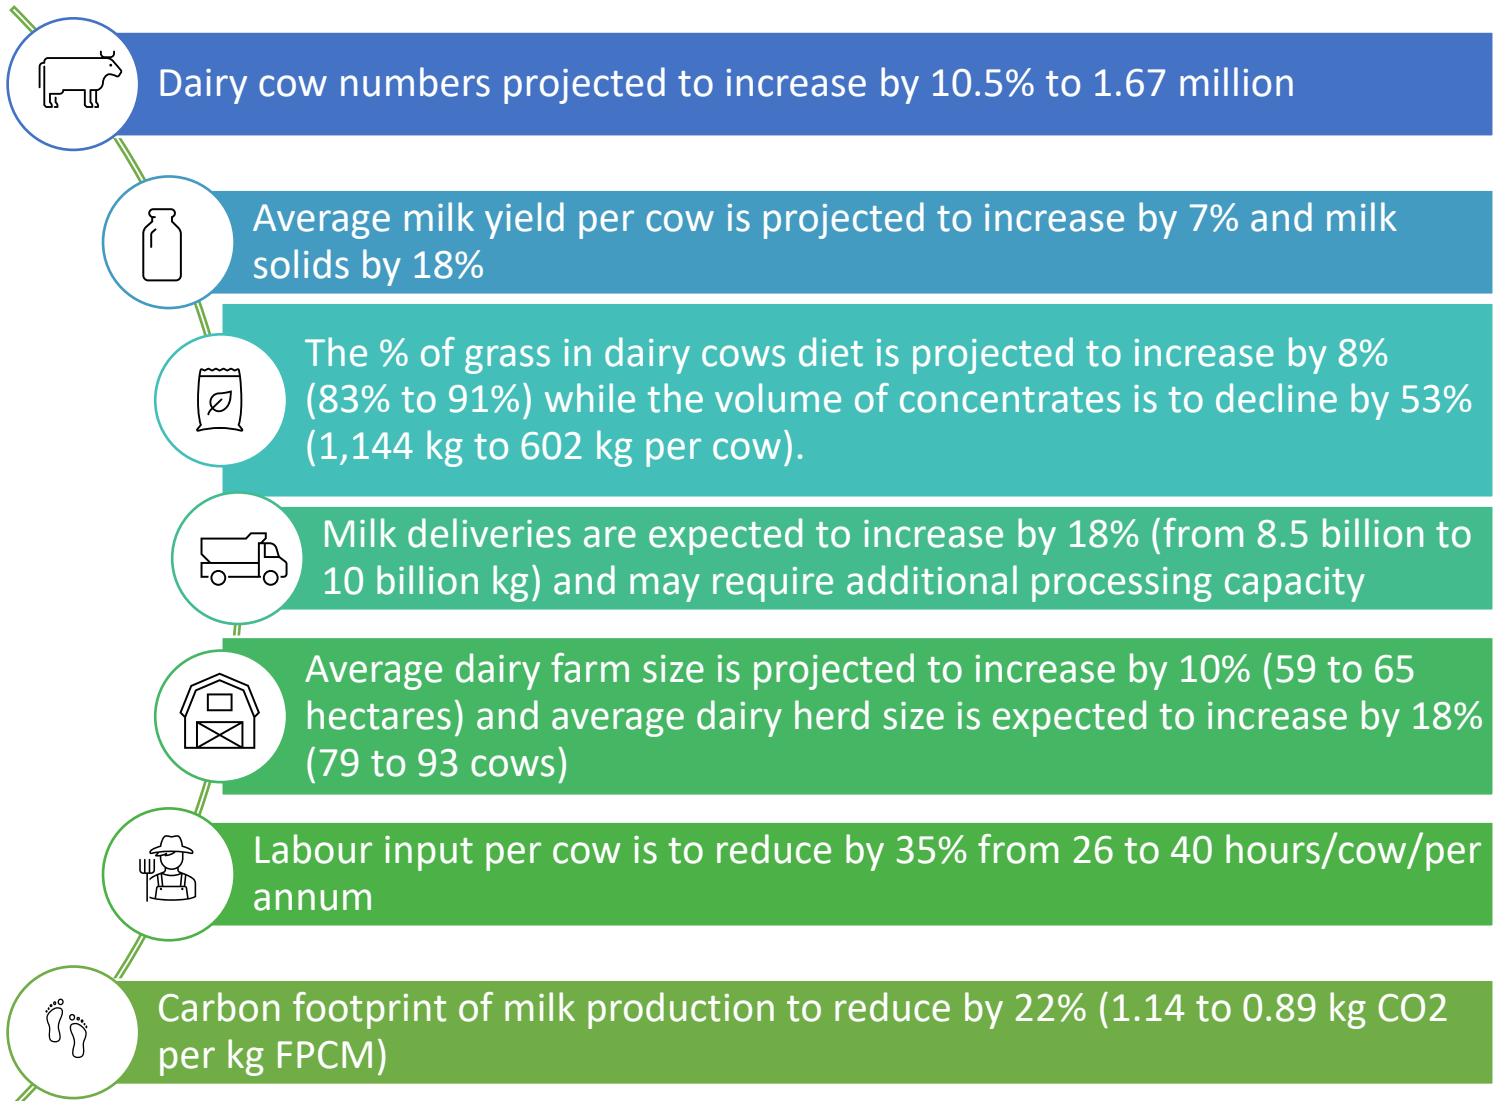 Dairy cow numbers projected to increase by 10.5% to 1.67 million
Average milk yield per cow is projected to increase by 7% and milk
solids by 18%
The % of grass in dairy cows diet is projected to increase by 8%
(83% to 91%) while the volume of concentrates is to decline by 53%
(1,144 kg to 602 kg per cow).
Milk deliveries are expected to increase by 18% (from 8.5 billion to
10 billion kg) and may require additional processing capacity
Average dairy farm size is projected to increase by 10% (59 to 65
hectares) and average dairy herd size is expected to increase by 18%
(79 to 93 cows)
Labour input per cow is to reduce by 35% from 26 to 40 hours/cow/per
annum
Carbon footprint of milk production to reduce by 22% (1.14 to 0.89 kg CO2
per kg FPCM)